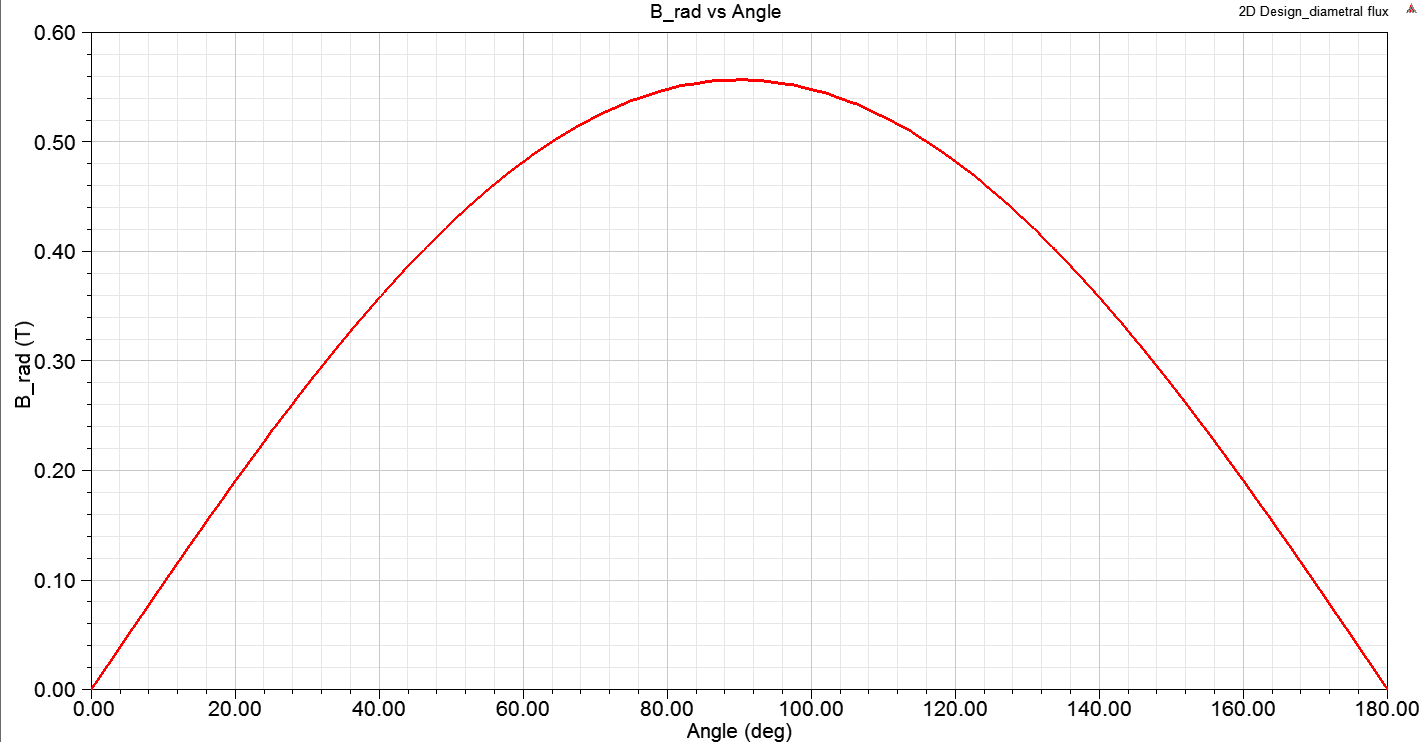 B_rad vs Angle
2D Design_diametral flux
0.60
0.50
0.40
0.30
0.20
0.10
0.00
B_rad (T)
0.00 20.00 40.00 60.00 80.00 100.00 120.00 140.00 160.00 180.00
Angle (deg)